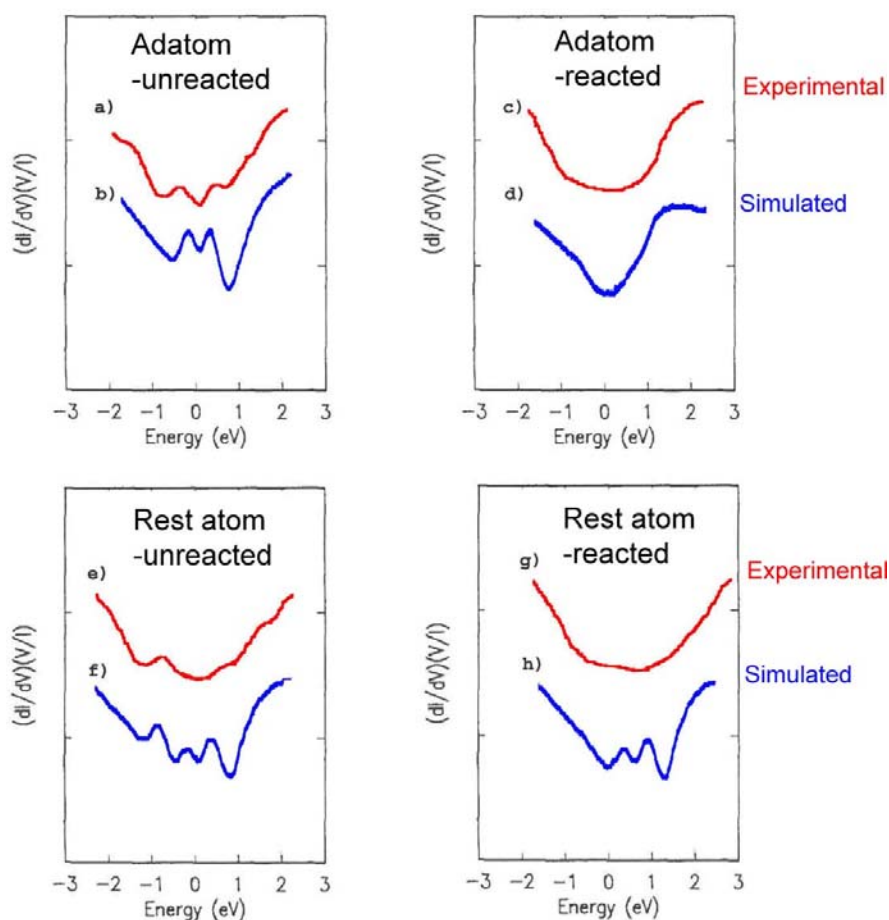 Adatom
-unreacted
a)
b)
(dI/dV)(V/I)
−3 −2 −1 0 1 2 3
Energy (eV)
Adatom
-reacted
c)
d)
(dI/dV)(V/I)
−3 −2 −1 0 1 2 3
Energy (eV)
Experimental
Simulated
Rest atom
-unreacted
e)
f)
(dI/dV)(V/I)
−3 −2 −1 0 1 2 3
Energy (eV)
Rest atom
-reacted
g)
h)
(dI/dV)(V/I)
−3 −2 −1 0 1 2 3
Energy (eV)
Experimental
Simulated